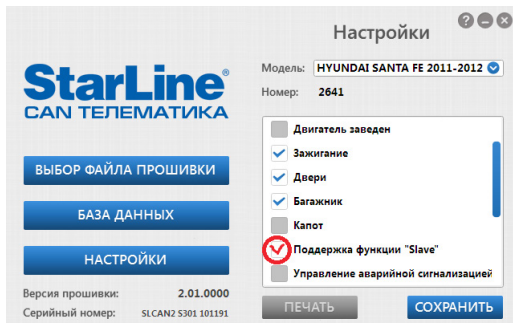 Настройки
StarLine®
CAN ТЕЛЕМАТИКА
ВЫБОР ФАЙЛА ПРОШИВКИ
БАЗА ДАННЫХ
НАСТРОЙКИ
Версия прошивки: 2.01.0000
Серийный номер: SLCAN2 S301 101191
Модель: HYUNDAI SANTA FE 2011-2012
Номер: 2641
Двигатель заведен
Зажигание
Двери
Багажник
Капот
Поддержка функции "Slave"
Управление аварийной сигнализацией
ПЕЧАТЬ
СОХРАНИТЬ